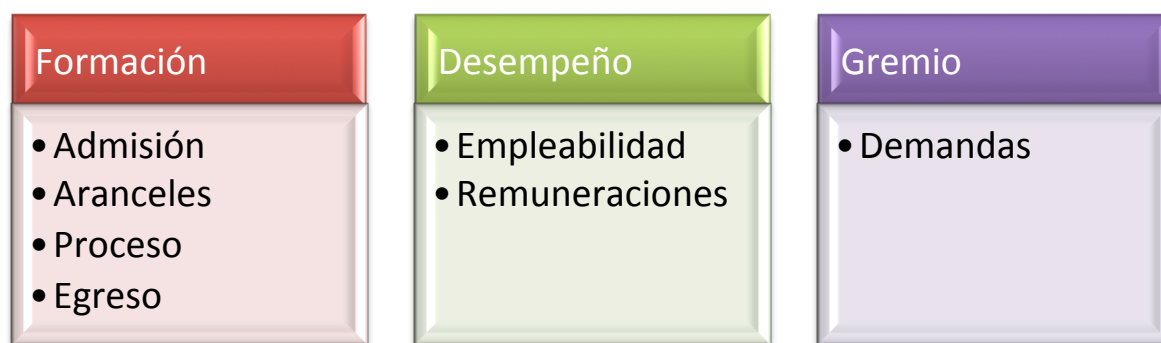 Formación
• Admisión
• Aranceles
• Proceso
• Egreso
Desempeño
• Empleabilidad
• Remuneraciones
Gremio
• Demandas